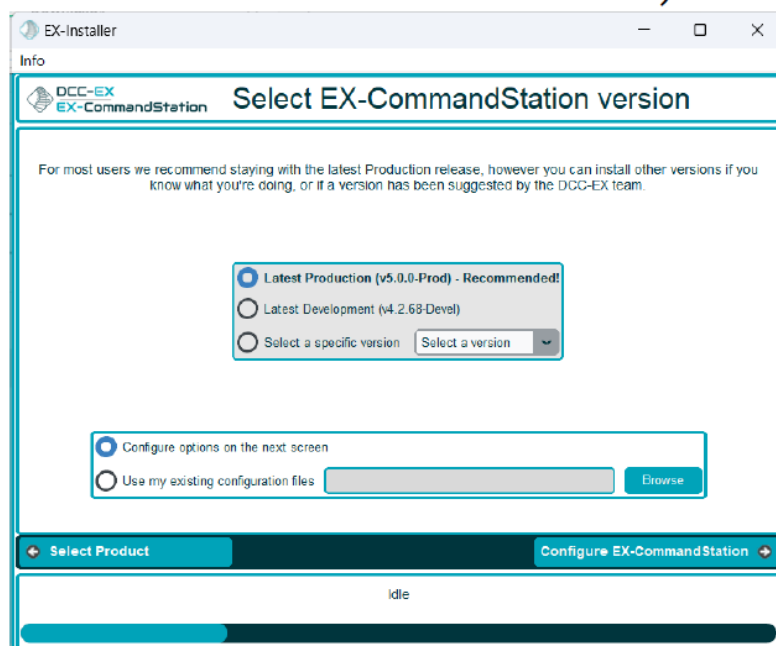 EX-Installer
Info
DCC-EX
EX-CommandStation
Select EX-CommandStation version
For most users we recommend staying with the latest Production release, however you can install other versions if you
know what you're doing, or if a version has been suggested by the DCC-EX team.
Latest Production (v5.0.0-Prod) - Recommended!
Latest Development (v4.2.68-Devel)
Select a specific version Select a version
Configure options on the next screen
Use my existing configuration files Browse
Select Product Configure EX-CommandStation
Idle